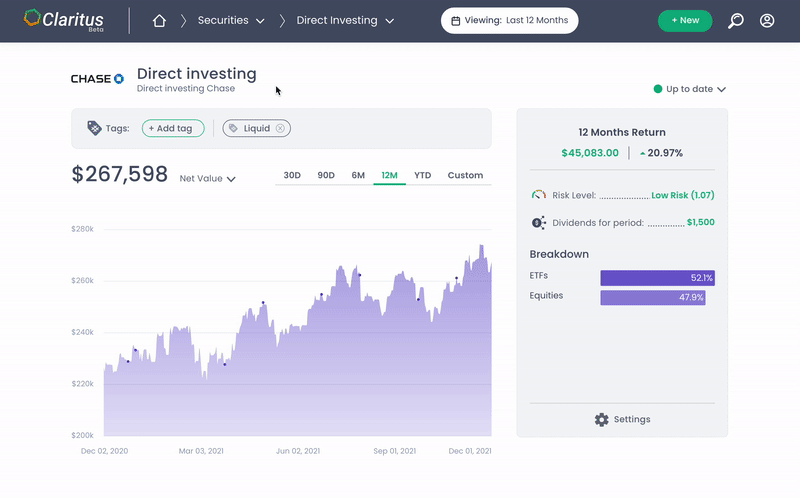 Claritus
Beta
Securities
Direct Investing
Viewing: Last 12 Months
+ New
CHASE
Direct investing
Direct investing Chase
Up to date
Tags:
+ Add tag
Liquid
$267,598
Net Value
30D
90D
6M
12M
YTD
Custom
$280k
$260k
$240k
$220k
$200k
Dec 02, 2020
Mar 03, 2021
Jun 02, 2021
Sep 01, 2021
Dec 01, 2021
12 Months Return
$45,083.00
20.97%
Risk Level: Low Risk (1.07)
Dividends for period: $1,500
Breakdown
ETFs 52.1%
Equities 47.9%
Settings